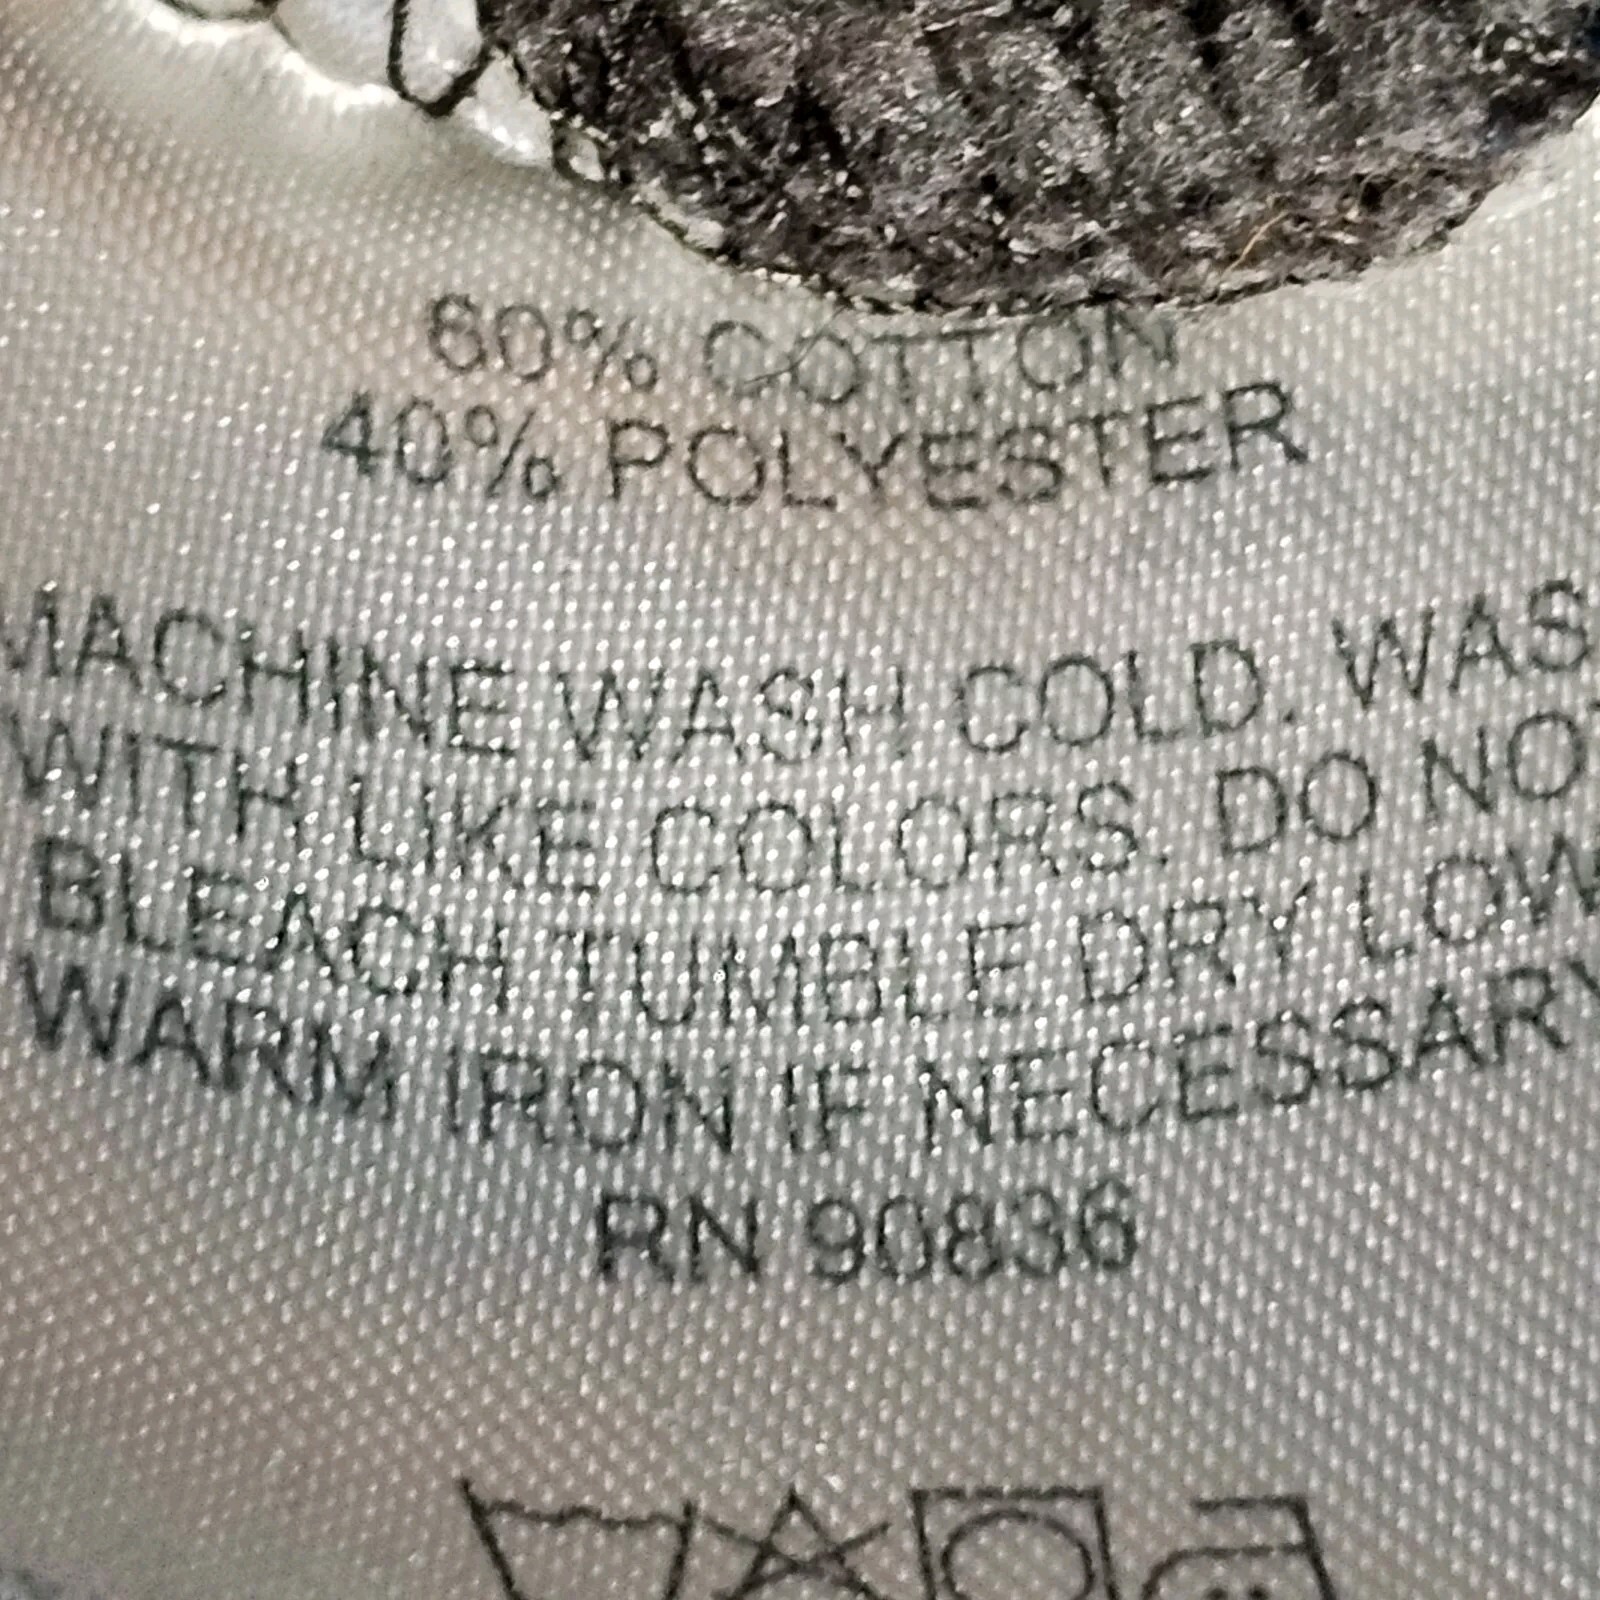 60% COTTON
40% POLYESTER
MACHINE WASH COLD. WAS
WITH LIKE COLORS. DO NOT
BLEACH TUMBLE DRY LOW
WARM IRON IF NECESSARY
RN 90836